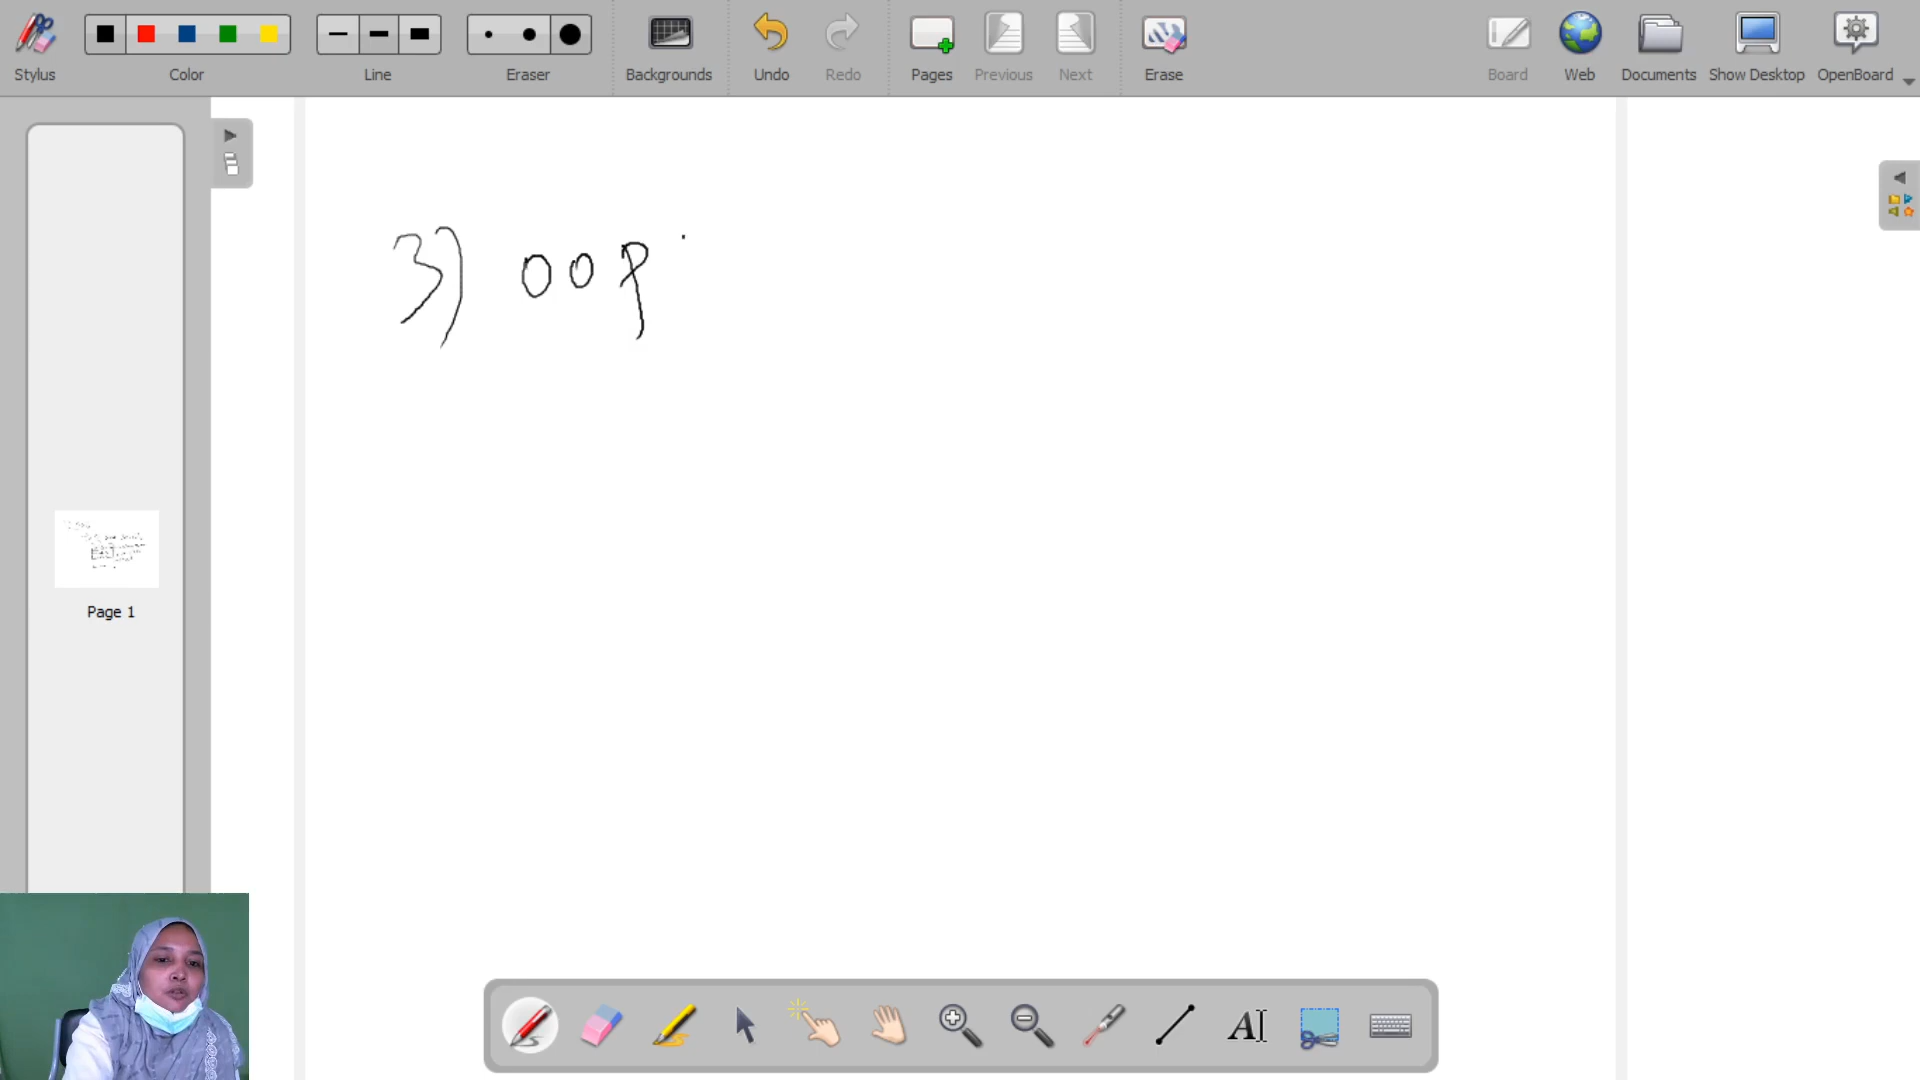 Stylus
Color
Line
Eraser
Backgrounds
Undo
Redo
Pages
Previous
Next
Erase
Board
Web
Documents
Show Desktop
OpenBoard
3) OOP
Page 1
AI